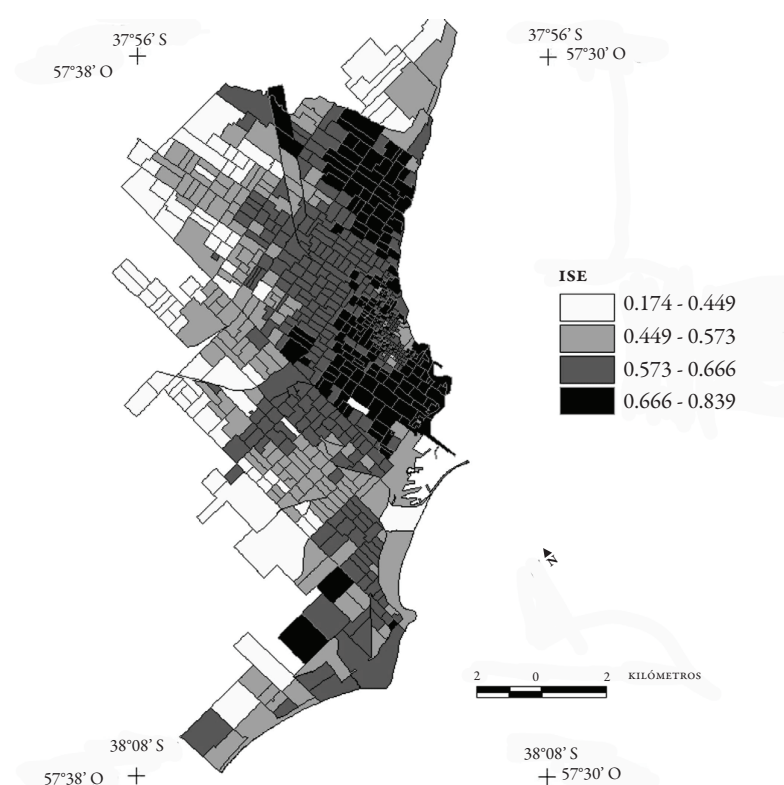 37°56’ S
57°38’ O
37°56’ S
57°30’ O
ISE
0.174 - 0.449
0.449 - 0.573
0.573 - 0.666
0.666 - 0.839
N
2 0 2 KILÓMETROS
38°08’ S
57°38’ O
38°08’ S
57°30’ O